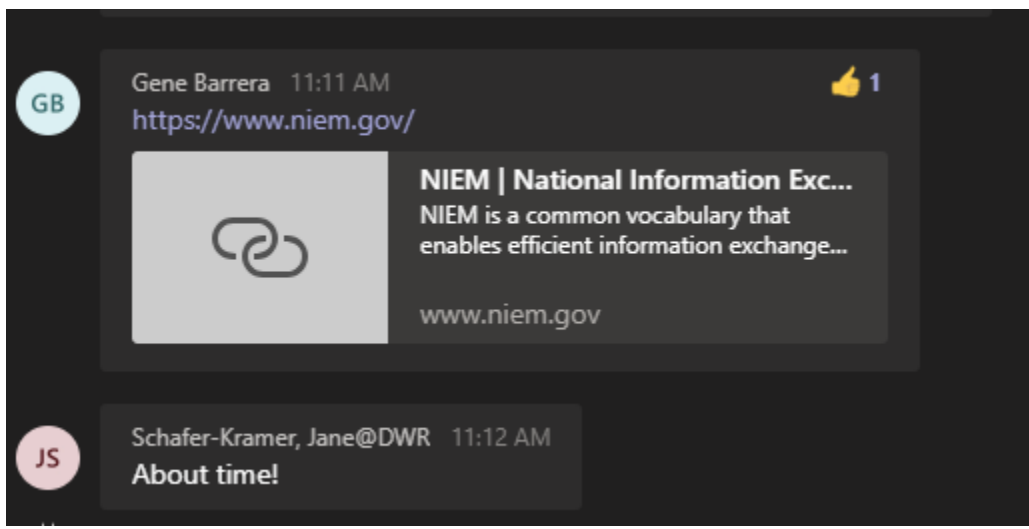 GB
Gene Barrera 11:11 AM
👍 1
https://www.niem.gov/
NIEM | National Information Exc...
NIEM is a common vocabulary that
enables efficient information exchange...
www.niem.gov
JS
Schafer-Kramer, Jane@DWR 11:12 AM
About time!